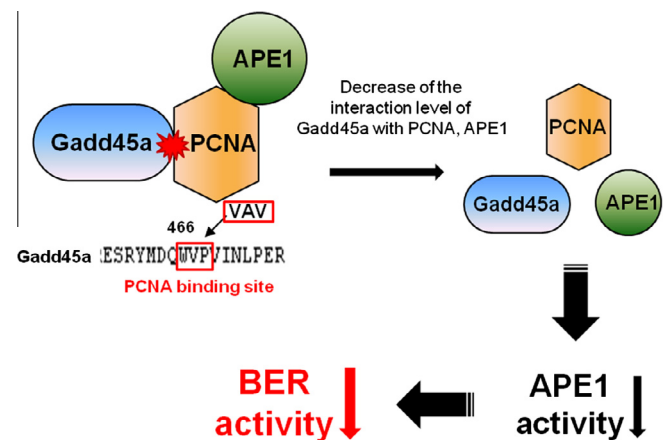 APE1
Gadd45a
PCNA
VAV
466
Gadd45a
ESRYMDQWVPVINLPER
PCNA binding site
Decrease of the
interaction level of
Gadd45a with PCNA, APE1
PCNA
Gadd45a
APE1
APE1
activity
BER
activity